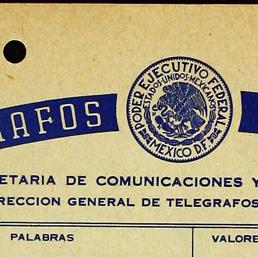 AFOS
PODER EJECUTIVO FEDERAL
ESTADOS·UNIDOS·MEXICANOS
MEXICO D.F.
ETARIA DE COMUNICACIONES Y
RECCION GENERAL DE TELEGRAFOS
PALABRAS
VALORE